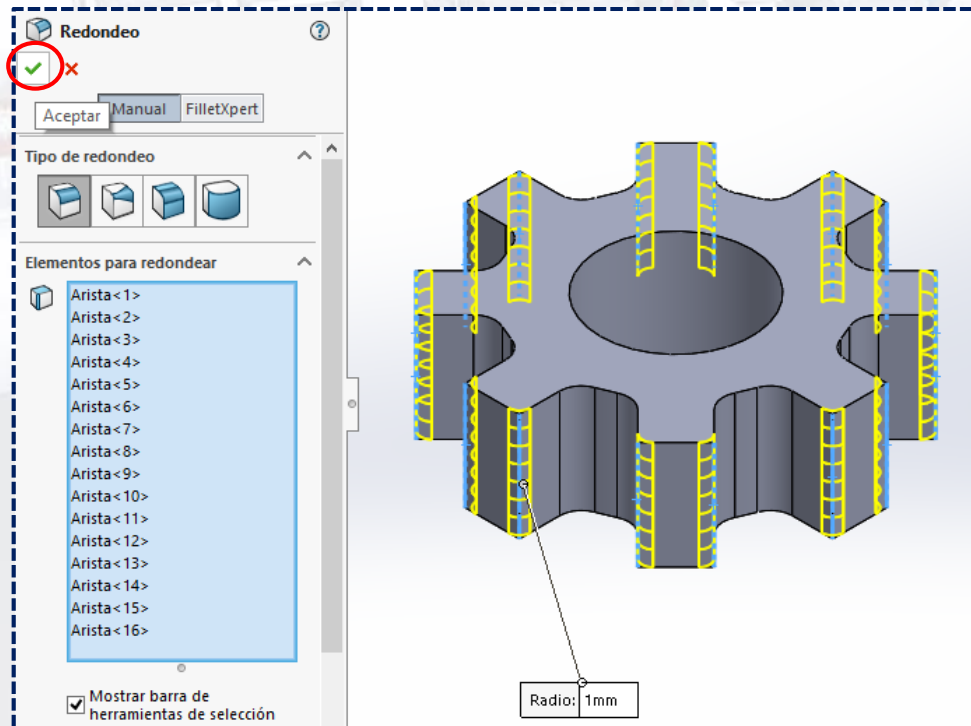 Redondeo
Aceptar
Manual FilletXpert
Tipo de redondeo
Elementos para redondear
Arista<1>
Arista<2>
Arista<3>
Arista<4>
Arista<5>
Arista<6>
Arista<7>
Arista<8>
Arista<9>
Arista<10>
Arista<11>
Arista<12>
Arista<13>
Arista<14>
Arista<15>
Arista<16>
Mostrar barra de
herramientas de selección
Radio: 1mm